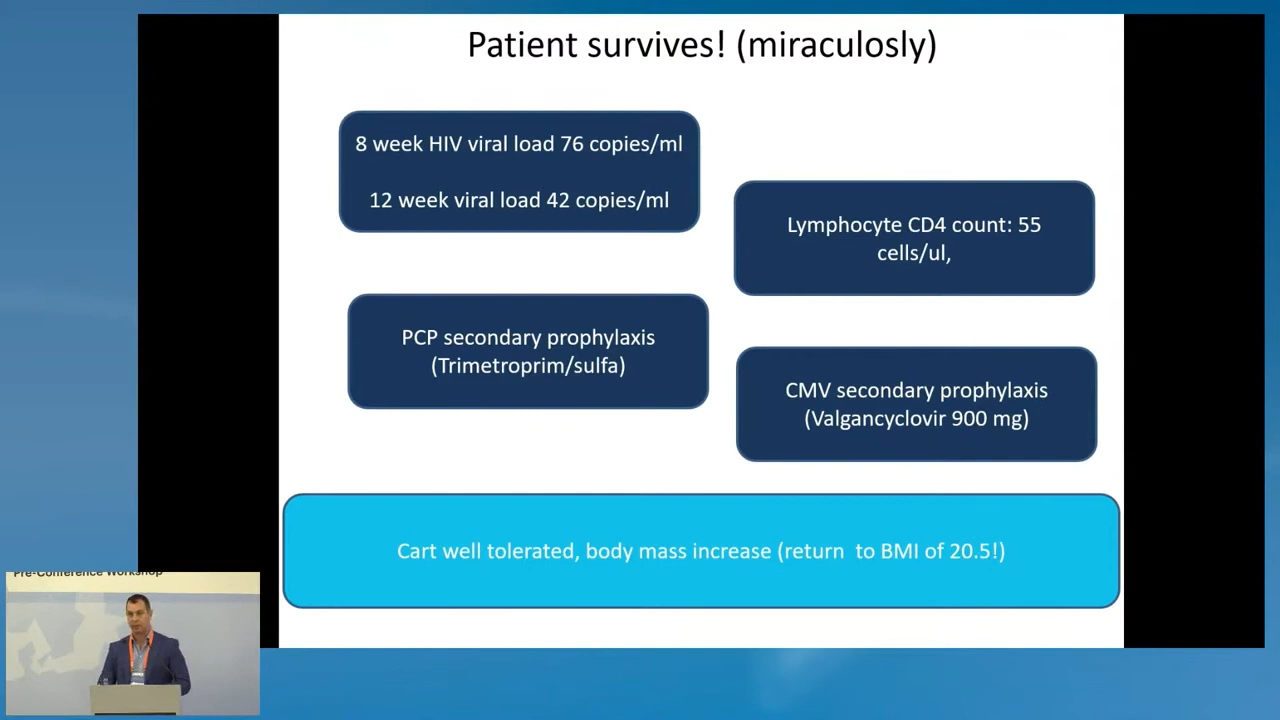 Patient survives! (miraculosly)
8 week HIV viral load 76 copies/ml
12 week viral load 42 copies/ml
Lymphocyte CD4 count: 55
cells/ul,
PCP secondary prophylaxis
(Trimetroprim/sulfa)
CMV secondary prophylaxis
(Valgancyclovir 900 mg)
Cart well tolerated, body mass increase (return  to BMI of 20.5!)
Pre-Conference Workshop